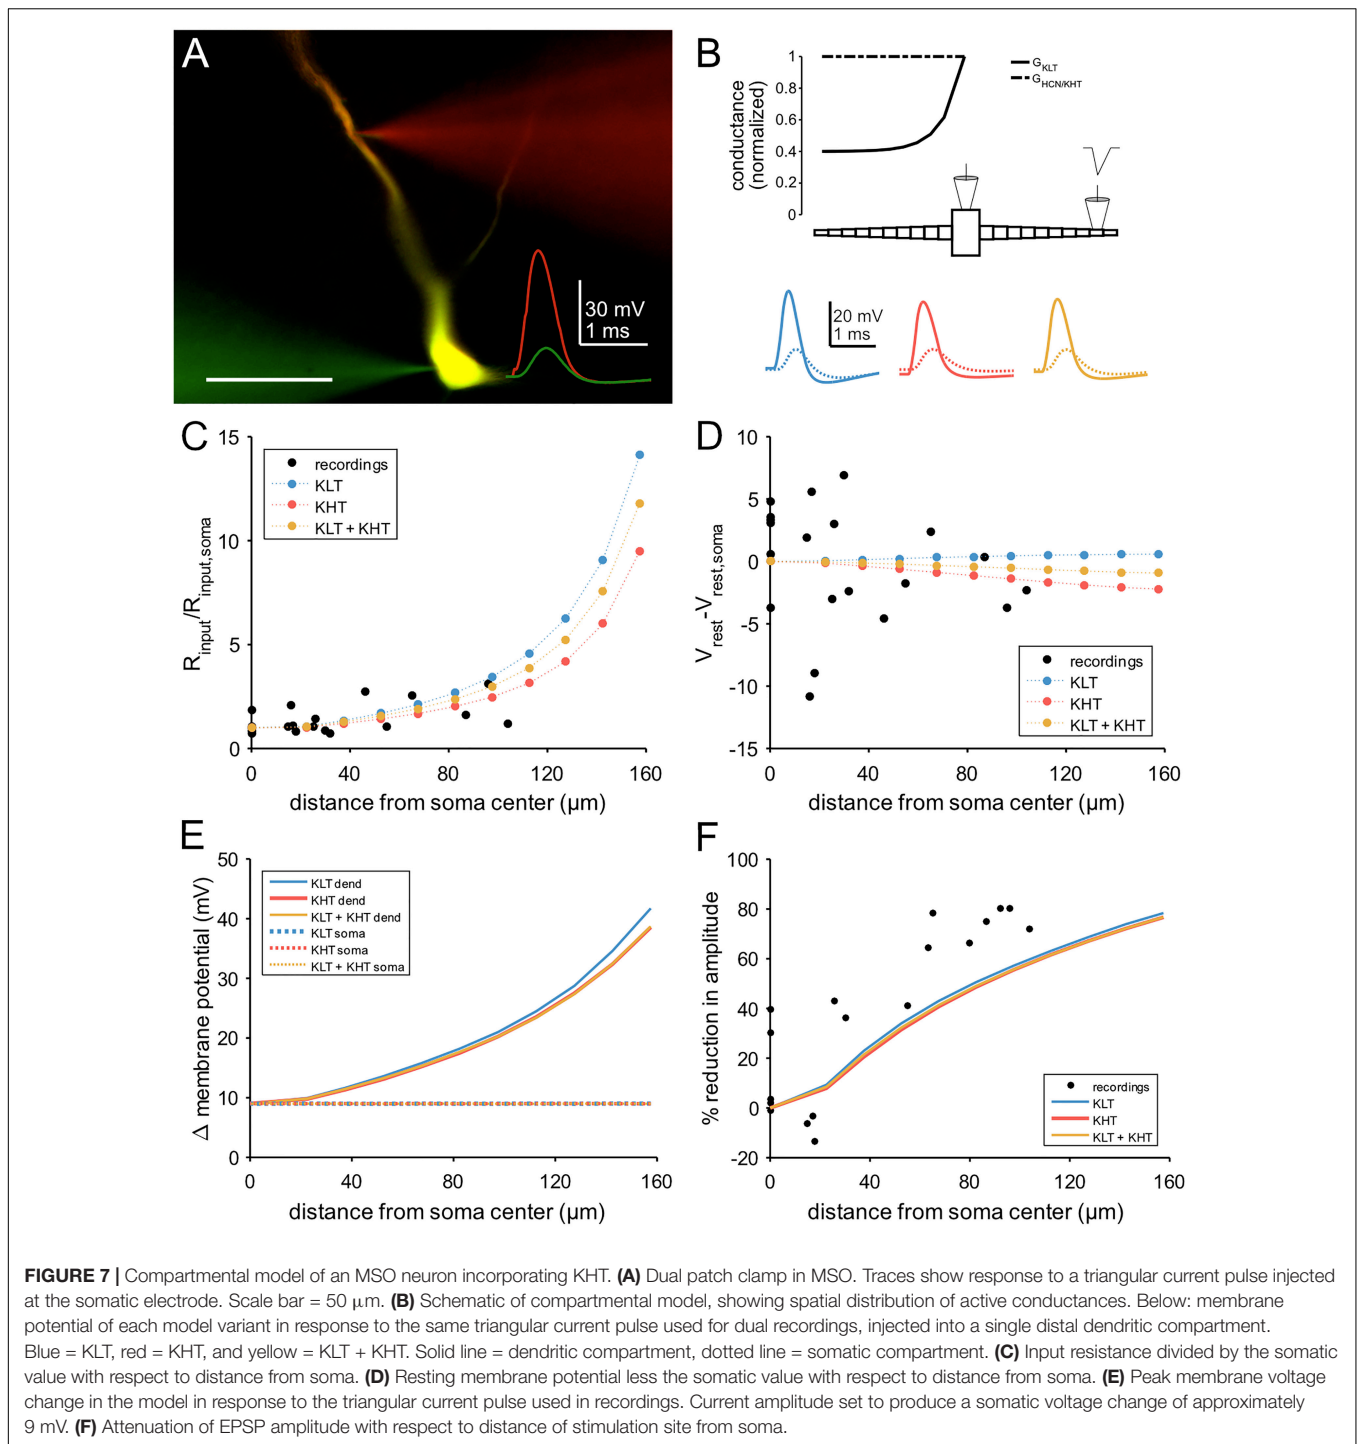 A
30 mV
1 ms
B
conductance
(normalized)
1
0.8
0.6
0.4
0.2
0
GKLT
GHCN/KHT
20 mV
1 ms
C
Rinput/Rinput,soma
15
10
5
0
recordings
KLT
KHT
KLT + KHT
0 40 80 120 160
distance from soma center (µm)
D
Vrest-Vrest,soma
10
5
0
-5
-10
-15
recordings
KLT
KHT
KLT + KHT
0 40 80 120 160
distance from soma center (µm)
E
Δ membrane potential (mV)
50
40
30
20
10
0
KLT dend
KHT dend
KLT + KHT dend
KLT soma
KHT soma
KLT + KHT soma
0 40 80 120 160
distance from soma center (µm)
F
% reduction in amplitude
100
80
60
40
20
0
-20
recordings
KLT
KHT
KLT + KHT
0 40 80 120 160
distance from soma center (µm)
FIGURE 7 | Compartmental model of an MSO neuron incorporating KHT. (A) Dual patch clamp in MSO. Traces show response to a triangular current pulse injected
at the somatic electrode. Scale bar = 50 µm. (B) Schematic of compartmental model, showing spatial distribution of active conductances. Below: membrane
potential of each model variant in response to the same triangular current pulse used for dual recordings, injected into a single distal dendritic compartment.
Blue = KLT, red = KHT, and yellow = KLT + KHT. Solid line = dendritic compartment, dotted line = somatic compartment. (C) Input resistance divided by the somatic
value with respect to distance from soma. (D) Resting membrane potential less the somatic value with respect to distance from soma. (E) Peak membrane voltage
change in the model in response to the triangular current pulse used in recordings. Current amplitude set to produce a somatic voltage change of approximately
9 mV. (F) Attenuation of EPSP amplitude with respect to distance of stimulation site from soma.